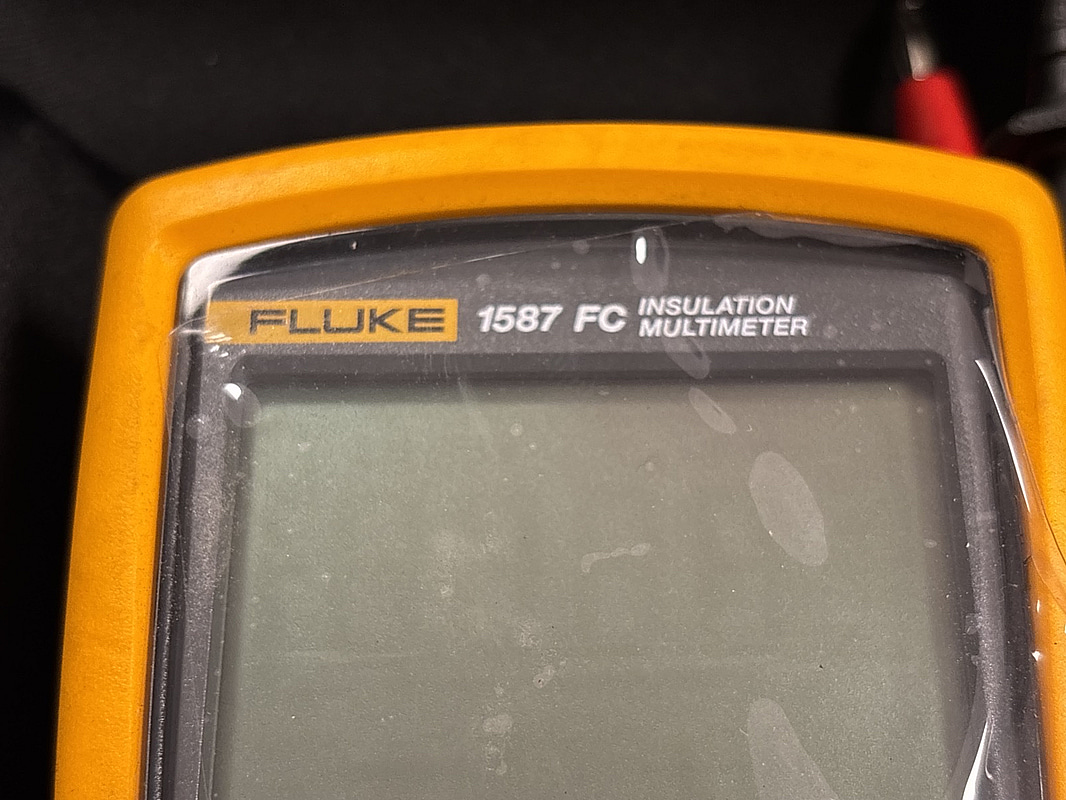 FLUKE 1587 FC INSULATION
MULTIMETER